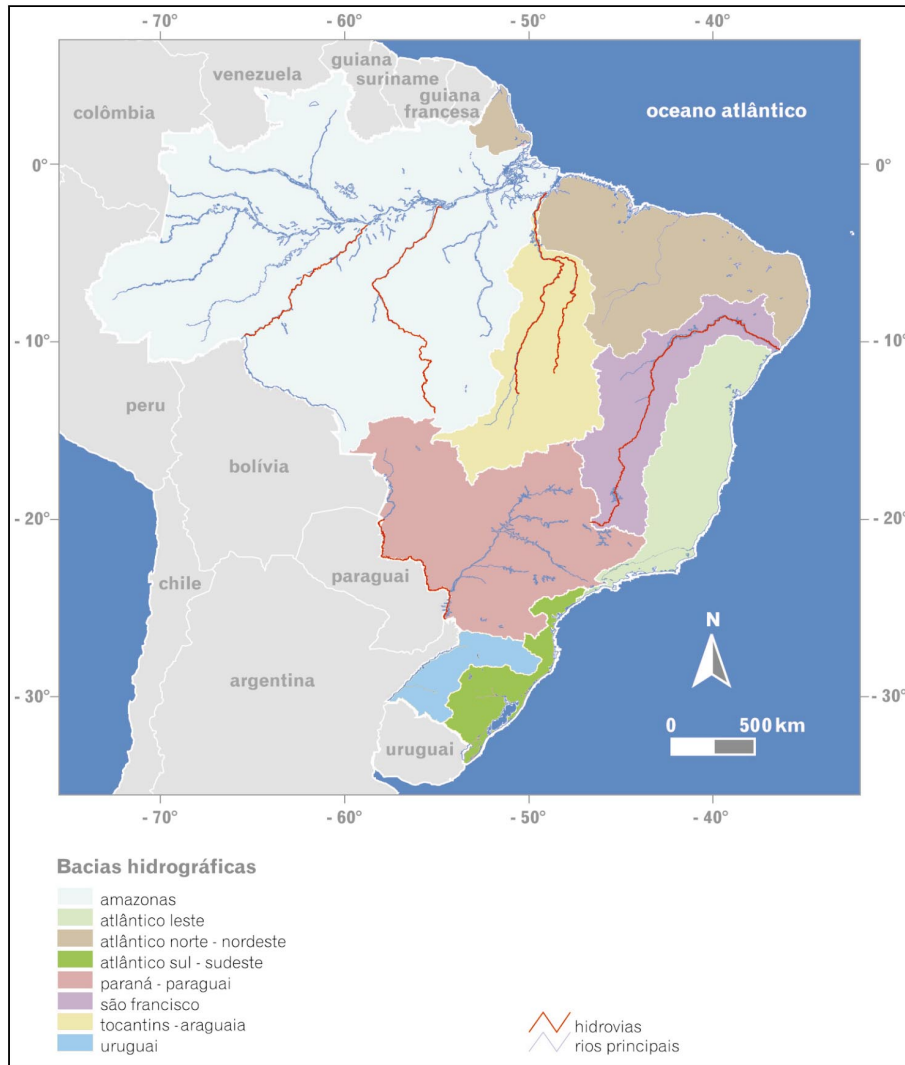 - 70°
- 60°
- 50°
- 40°
guiana
venezuela
suriname
colômbia
guiana
francesa
oceano atlântico
0°
0°
- 10°
- 10°
peru
bolívia
- 20°
- 20°
paraguai
chile
N
argentina
- 30°
- 30°
0
500 km
uruguai
- 70°
- 60°
- 50°
- 40°
Bacias hidrográficas
amazonas
atlântico leste
atlântico norte - nordeste
atlântico sul - sudeste
paraná - paraguai
são francisco
tocantins -araguaia
uruguai
hidrovias
rios principais